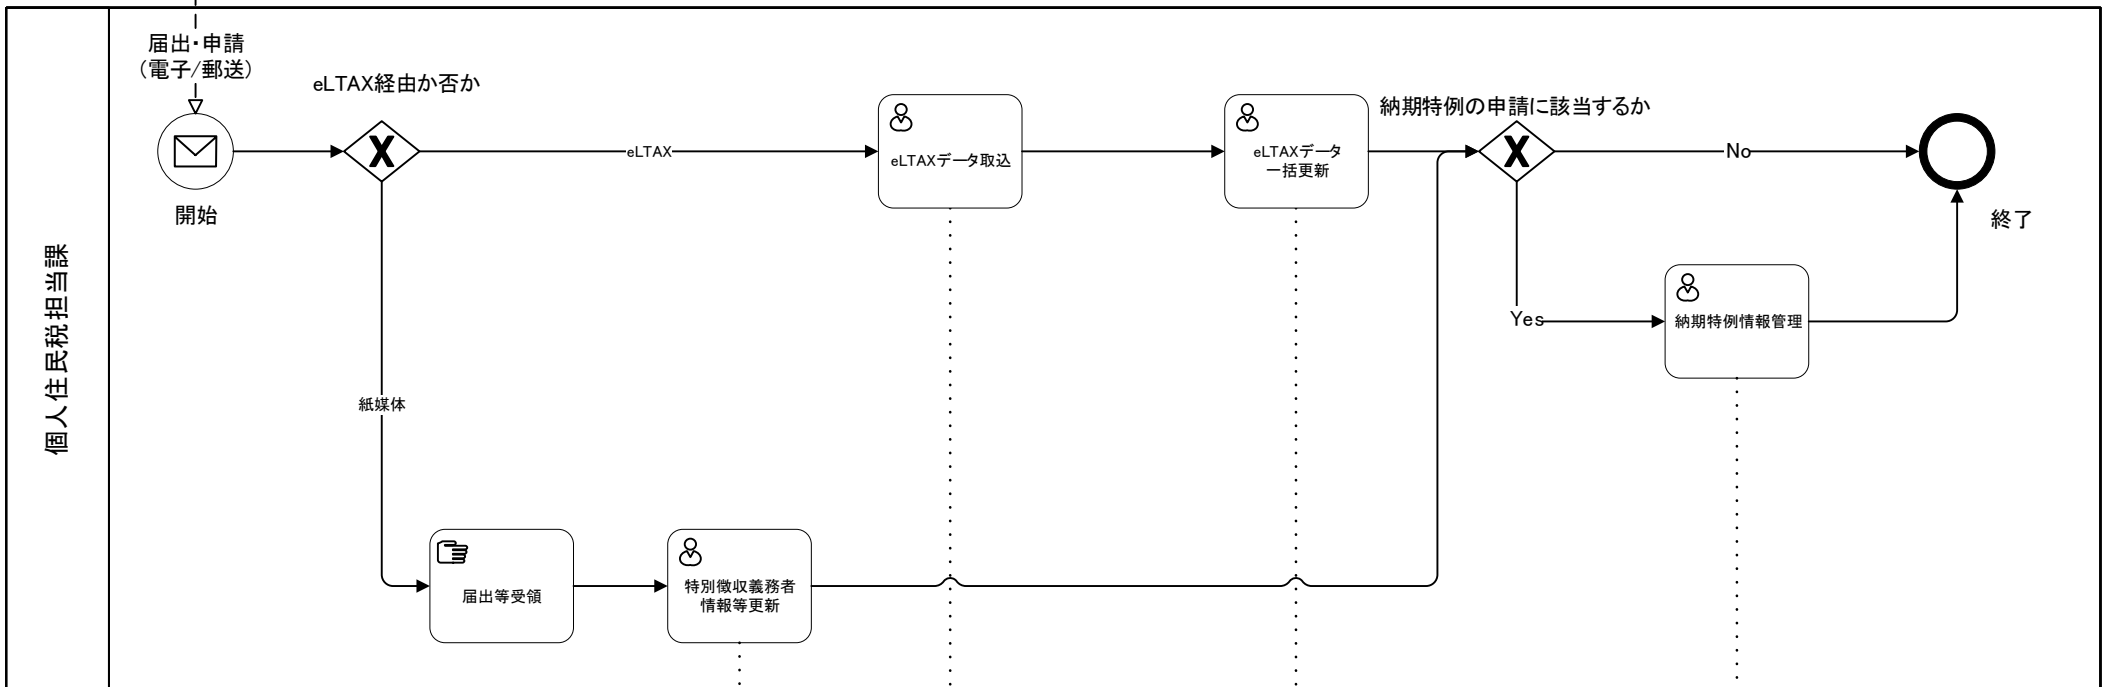 届出・申請
（電子/郵送）
eLTAX経由か否か
開始
eLTAX
eLTAXデータ取込
eLTAXデータ
一括更新
納期特例の申請に該当するか
No
終了
Yes
納期特例情報管理
個人住民税担当課
紙媒体
届出等受領
特別徴収義務者
情報等更新